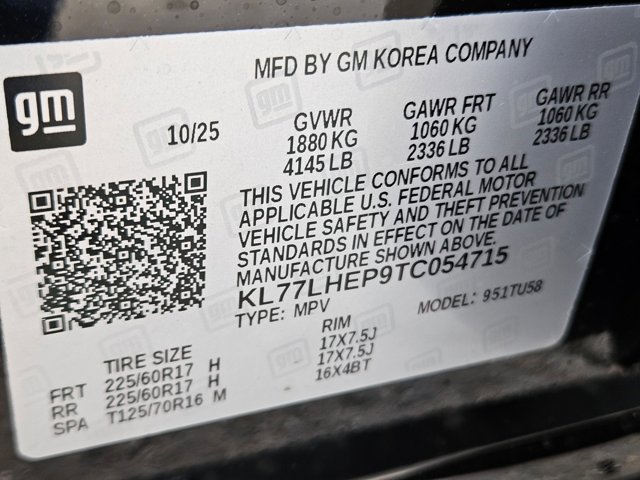 MFD BY GM KOREA COMPANY
gm
10/25
GVWR
1880 KG
4145 LB
GAWR FRT
1060 KG
2336 LB
GAWR RR
1060 KG
2336 LB
THIS VEHICLE CONFORMS TO ALL
APPLICABLE U.S. FEDERAL MOTOR
VEHICLE SAFETY AND THEFT PREVENTION
STANDARDS IN EFFECT ON THE DATE OF
MANUFACTURE SHOWN ABOVE.
KL77LHEP9TC054715
TYPE: MPV
MODEL: 951TU58
TIRE SIZE
RIM
FRT 225/60R17 H 17X7.5J
RR 225/60R17 H 17X7.5J
SPA T125/70R16 M 16X4BT